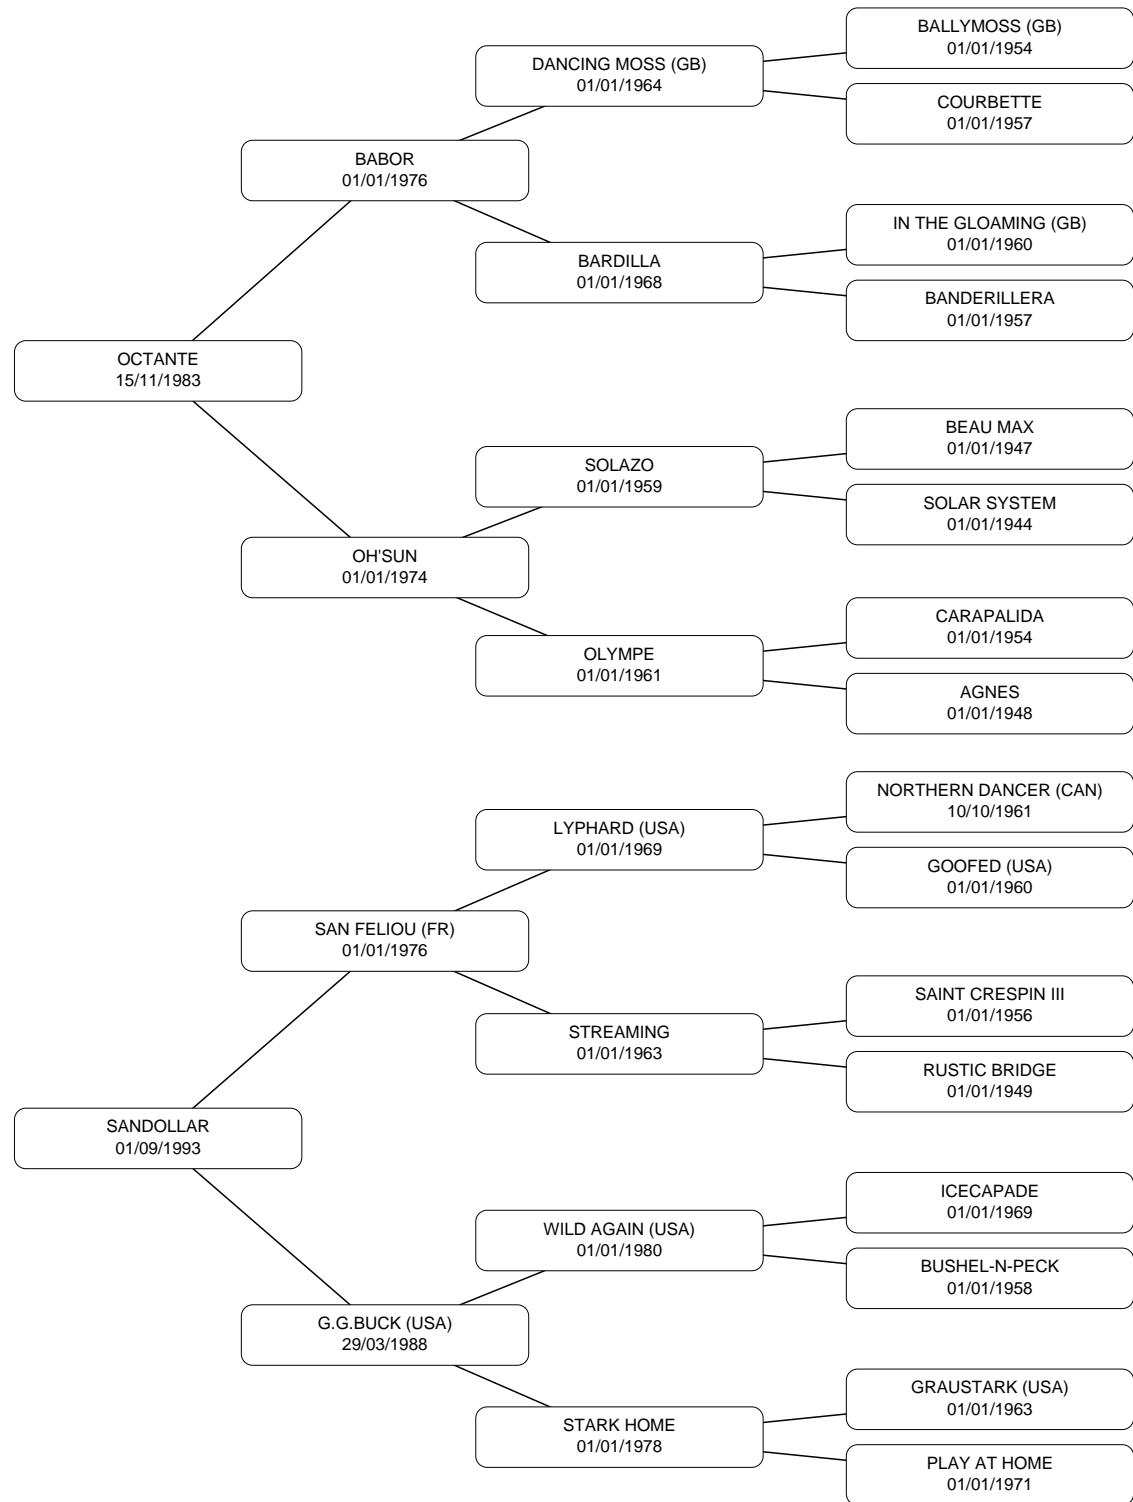 BALLYMOSS (GB)
01/01/1954
DANCING MOSS (GB)
01/01/1964
COURBETTE
01/01/1957
BABOR
01/01/1976
IN THE GLOAMING (GB)
01/01/1960
BARDILLA
01/01/1968
BANDERILLERA
01/01/1957
OCTANTE
15/11/1983
BEAU MAX
01/01/1947
SOLAZO
01/01/1959
SOLAR SYSTEM
01/01/1944
OH'SUN
01/01/1974
CARAPALIDA
01/01/1954
OLYMPE
01/01/1961
AGNES
01/01/1948
NORTHERN DANCER (CAN)
10/10/1961
LYPHARD (USA)
01/01/1969
GOOFED (USA)
01/01/1960
SAN FELIOU (FR)
01/01/1976
SAINT CRESPIN III
01/01/1956
STREAMING
01/01/1963
RUSTIC BRIDGE
01/01/1949
SANDOLLAR
01/09/1993
ICECAPADE
01/01/1969
WILD AGAIN (USA)
01/01/1980
BUSHEL-N-PECK
01/01/1958
G.G.BUCK (USA)
29/03/1988
GRAUSTARK (USA)
01/01/1963
STARK HOME
01/01/1978
PLAY AT HOME
01/01/1971